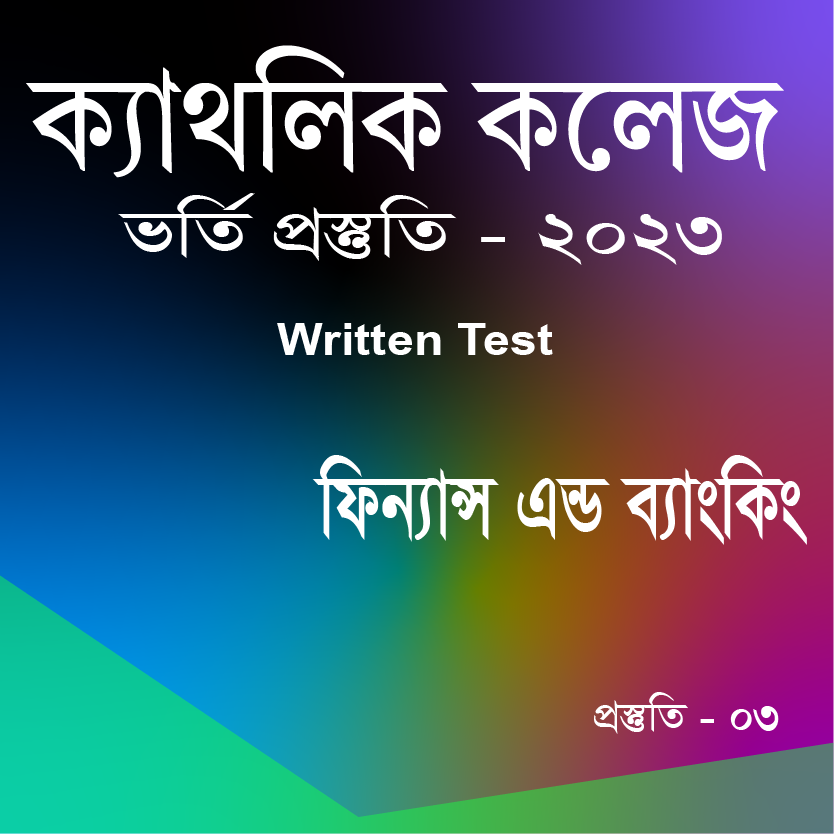 ক্যাথলিক কলেজ
ভর্তি প্রস্তুতি - ২০২৩
Written Test
ফিন্যান্স এন্ড ব্যাংকিং
প্রস্তুতি - ০৩